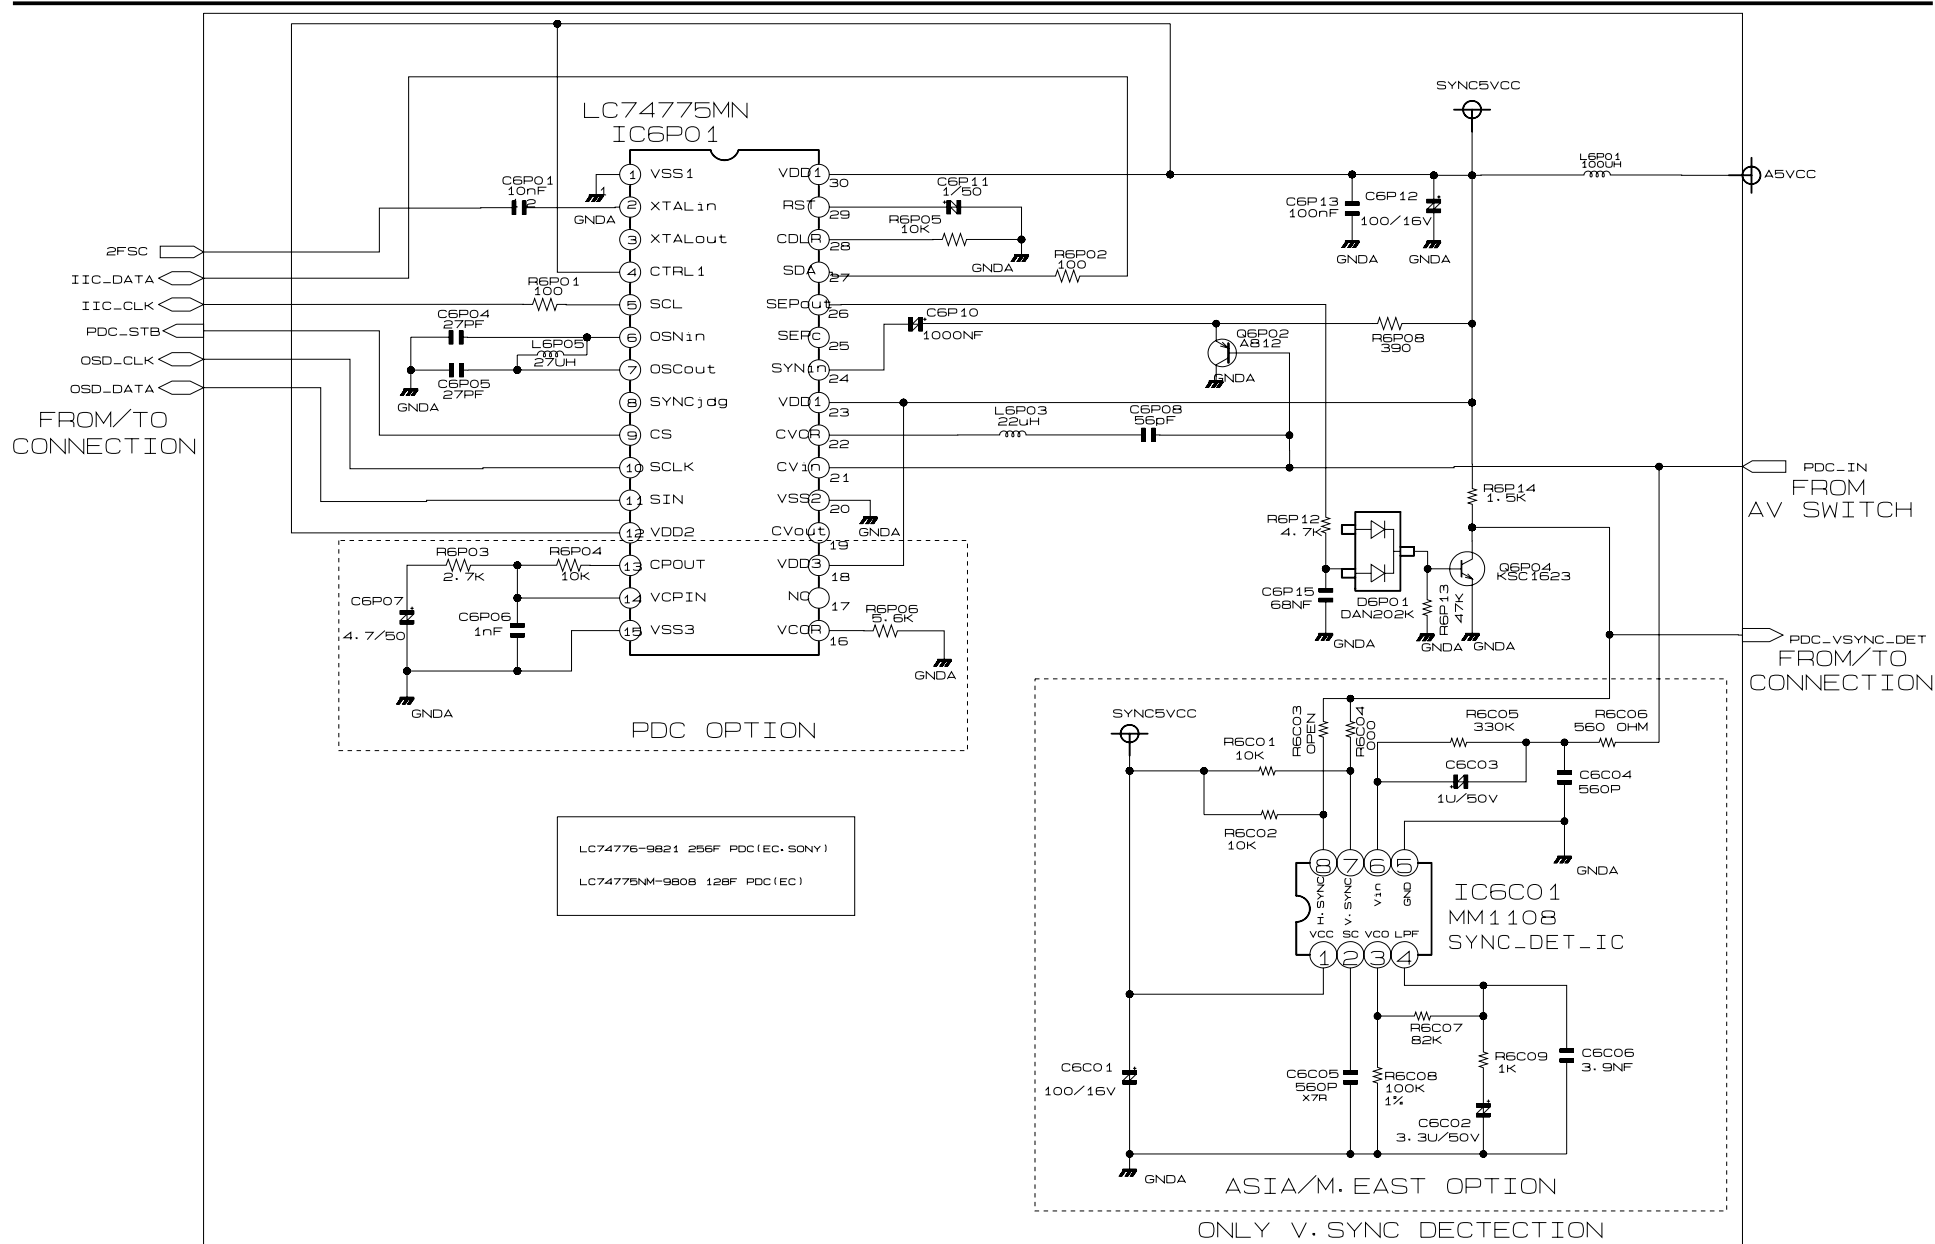 SYNC5VCC
LC74775MN
IC6P01
L6P01
100UH
A5VCC
C6P01
10nF
1
2
GNDA
1 VSS1
2 XTALin
3 XTALout
4 CTRL1
5 SCL
6 OSNin
7 OSCout
8 SYNCjdg
9 CS
10 SCLK
11 SIN
12 VDD2
13 CPOUT
14 VCPIN
15 VSS3
VDD1 30
RST 29
CDLR 28
SDA 27
SEPout 26
SEPC 25
SYNin 24
VDD1 23
CVCR 22
CVin 21
VSS2 20
CVout 19
VDD3 18
NC 17
VCOR 16
C6P11
1/50
R6P05
10K
GNDA
R6P02
100
C6P13
100nF
GNDA
C6P12
100/16V
GNDA
2FSC
IIC_DATA
IIC_CLK
PDC_STB
OSD_CLK
OSD_DATA
FROM/TO
CONNECTION
R6P01
100
C6P04
27PF
L6P05
27UH
C6P05
27PF
GNDA
C6P10
1000NF
Q6P02
A812
GNDA
R6P08
390
L6P03
22uH
C6P08
56pF
GNDA
PDC_IN
FROM
AV SWITCH
R6P14
1.5K
R6P12
4.7K
C6P15
68NF
GNDA
D6P01
DAN202K
R6P13
47K
GNDA
Q6P04
KSC1623
GNDA
PDC_VSYNC_DET
FROM/TO
CONNECTION
R6P03
2.7K
R6P04
10K
C6P07
4.7/50
C6P06
1nF
GNDA
R6P06
5.6K
GNDA
PDC OPTION
LC74776-9821 256F PDC(EC.SONY)
LC74775NM-9808 128F PDC(EC)
SYNC5VCC
R6C01
10K
R6C02
10K
R6C03
OPEN
R6C04
000
R6C05
330K
R6C06
560 OHM
C6C03
1U/50V
C6C04
560P
GNDA
8 7 6 5
H.SYNC
V.SYNC
Vin
GND
VCC SC VCO LPF
1 2 3 4
IC6C01
MM1108
SYNC_DET_IC
R6C07
82K
C6C01
100/16V
C6C05
560P
X7R
R6C08
100K
1%
R6C09
1K
C6C06
3.9NF
C6C02
3.3U/50V
GNDA
ASIA/M.EAST OPTION
ONLY V.SYNC DECTECTION